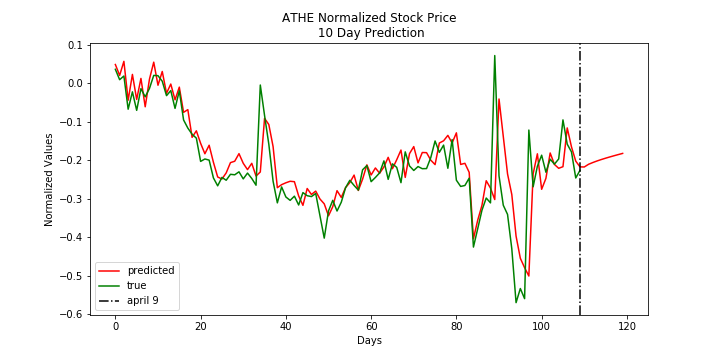 ATHE Normalized Stock Price
10 Day Prediction
Normalized Values
0.1
0.0
−0.1
−0.2
−0.3
−0.4
−0.5
−0.6
predicted
true
april 9
0 20 40 60 80 100 120
Days